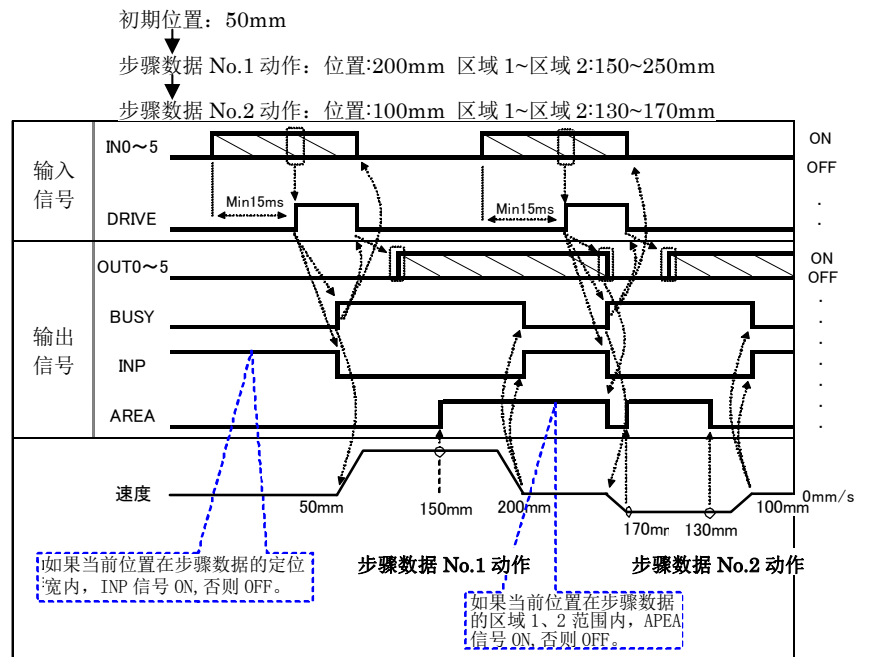 初期位置：50mm
步骤数据 No.1 动作：位置:200mm 区域 1~区域 2:150~250mm
步骤数据 No.2 动作：位置:100mm 区域 1~区域 2:130~170mm
输入
信号
IN0～5
ON
OFF
Min15ms
Min15ms
DRIVE
输出
信号
OUT0～5
ON
OFF
BUSY
INP
AREA
速度
50mm
150mm
200mm
170mm
130mm
100mm
0mm/s
步骤数据 No.1 动作
步骤数据 No.2 动作
如果当前位置在步骤数据的定位
宽内，INP 信号 ON,否则 OFF。
如果当前位置在步骤数据
的区域 1、2 范围内，APEA
信号 ON,否则 OFF。